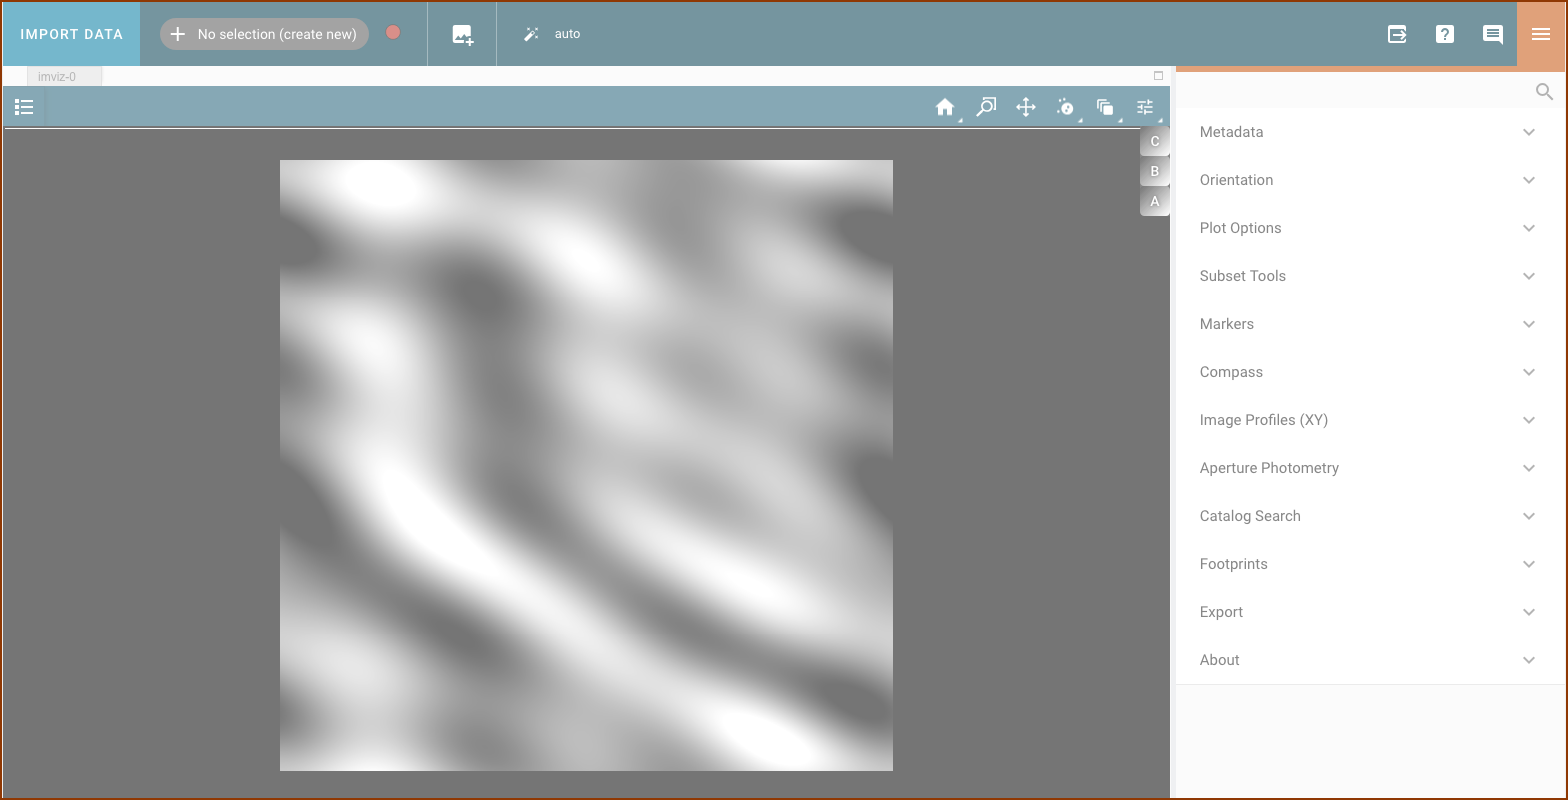 IMPORT DATA
No selection (create new)
auto
imviz-0
C
B
A
Metadata
Orientation
Plot Options
Subset Tools
Markers
Compass
Image Profiles (XY)
Aperture Photometry
Catalog Search
Footprints
Export
About